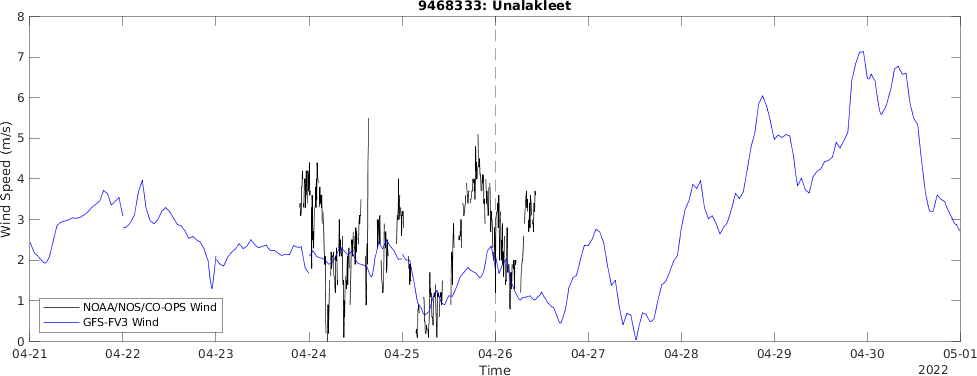 9468333: Unalakleet
8
7
6
5
4
3
2
1
0
Wind Speed (m/s)
NOAA/NOS/CO-OPS Wind
GFS-FV3 Wind
04-21 04-22 04-23 04-24 04-25 04-26 04-27 04-28 04-29 04-30 05-01
Time
2022